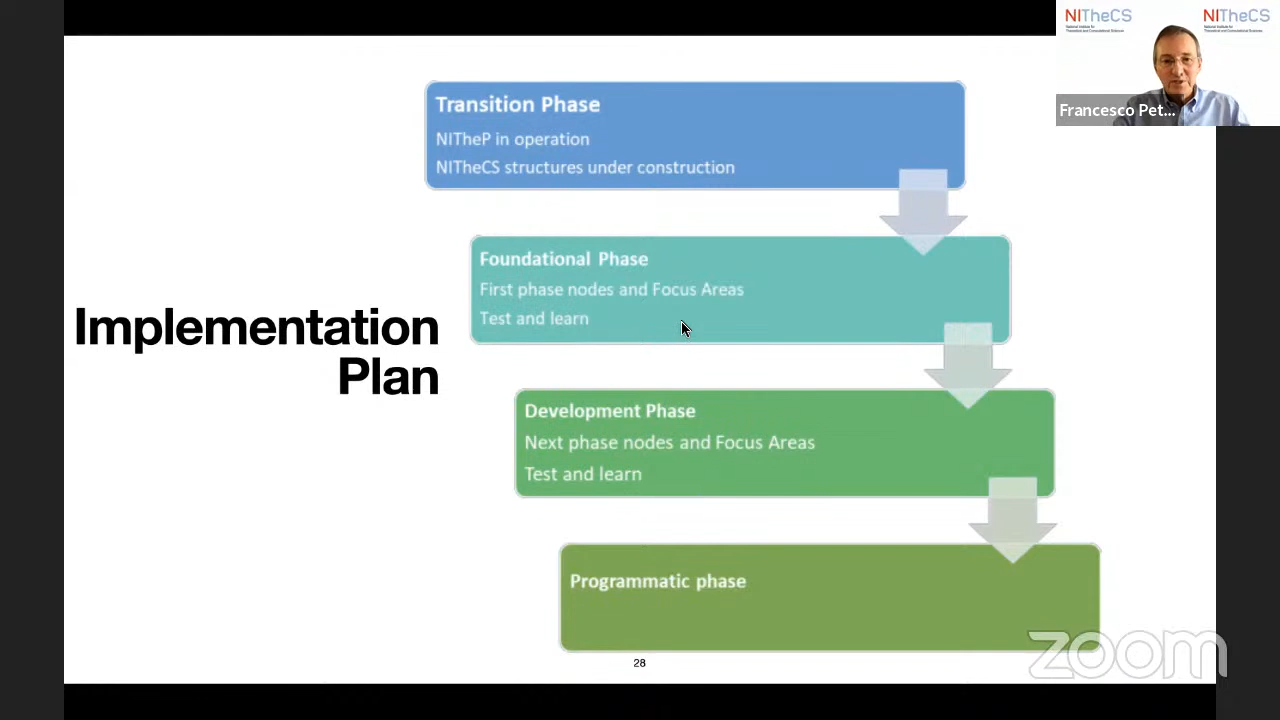 NITheCS
NITheCS
Francesco Pet...
Transition Phase
NITheP in operation
NITheCS structures under construction
Foundational Phase
First phase nodes and Focus Areas
Test and learn
Implementation
Plan
Development Phase
Next phase nodes and Focus Areas
Test and learn
Programmatic phase
28
zoom